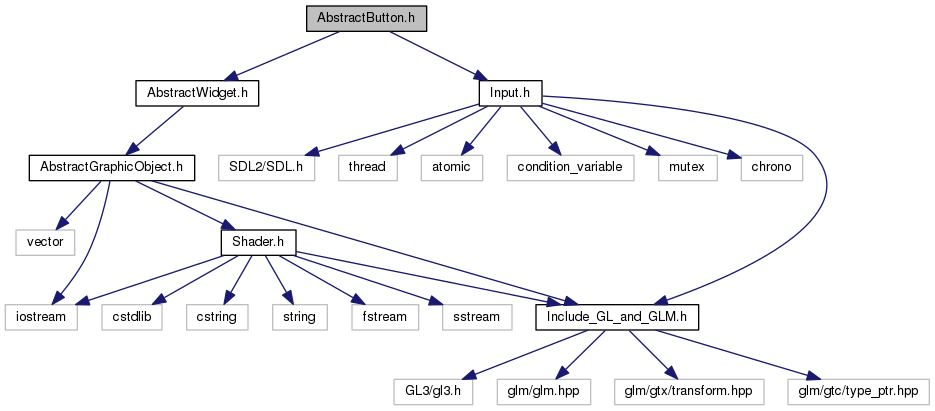 AbstractButton.h
AbstractWidget.h
Input.h
AbstractGraphicObject.h
SDL2/SDL.h
thread
atomic
condition_variable
mutex
chrono
vector
Shader.h
iostream
cstdlib
cstring
string
fstream
sstream
Include_GL_and_GLM.h
GL3/gl3.h
glm/glm.hpp
glm/gtx/transform.hpp
glm/gtc/type_ptr.hpp